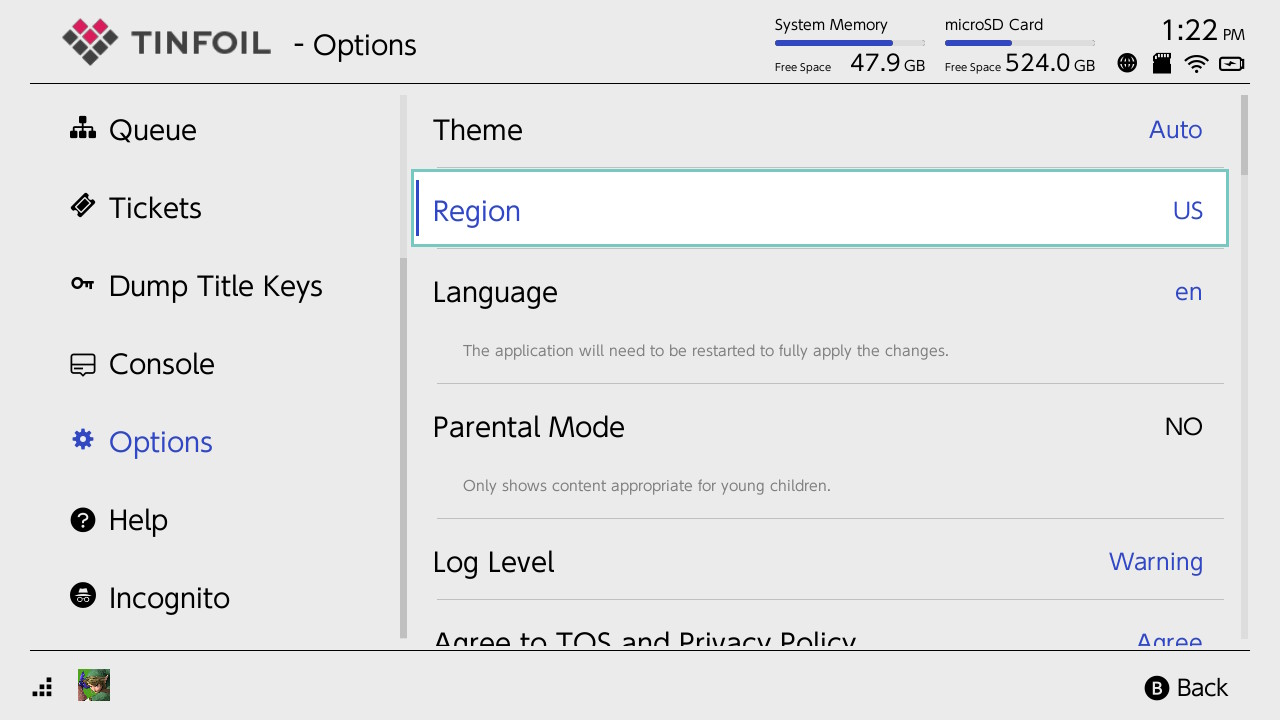 TINFOIL - Options
System Memory
Free Space 47.9 GB
microSD Card
Free Space 524.0 GB
1:22 PM
Queue
Tickets
Dump Title Keys
Console
Options
Help
Incognito
Theme Auto
Region US
Language en
The application will need to be restarted to fully apply the changes.
Parental Mode NO
Only shows content appropriate for young children.
Log Level Warning
Agree to TOS and Privacy Policy Agree
B Back